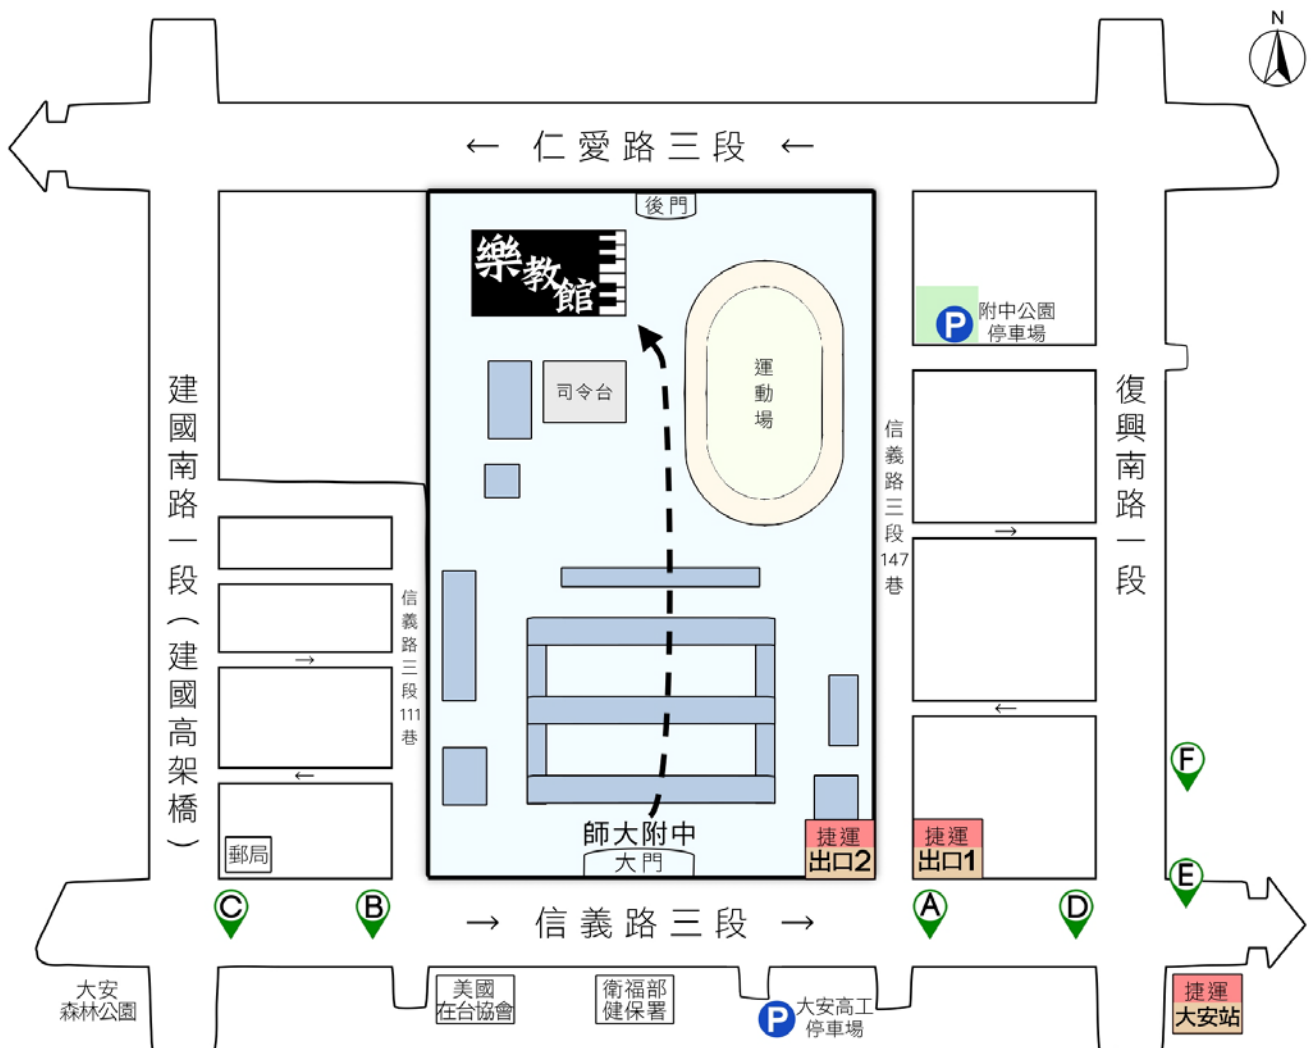 N
← 仁愛路三段 ←
後門
樂教館
附中公園
停車場
P
運動場
司令台
建國南路一段（建國高架橋）
復興南路一段
信義路三段147巷
→
信義路三段111巷
→
←
←
F
師大附中
大門
捷運
出口2
捷運
出口1
郵局
E
C
B
→ 信義路三段 →
A
D
大安
森林公園
美國
在台協會
衛福部
健保署
P
大安高工
停車場
捷運
大安站